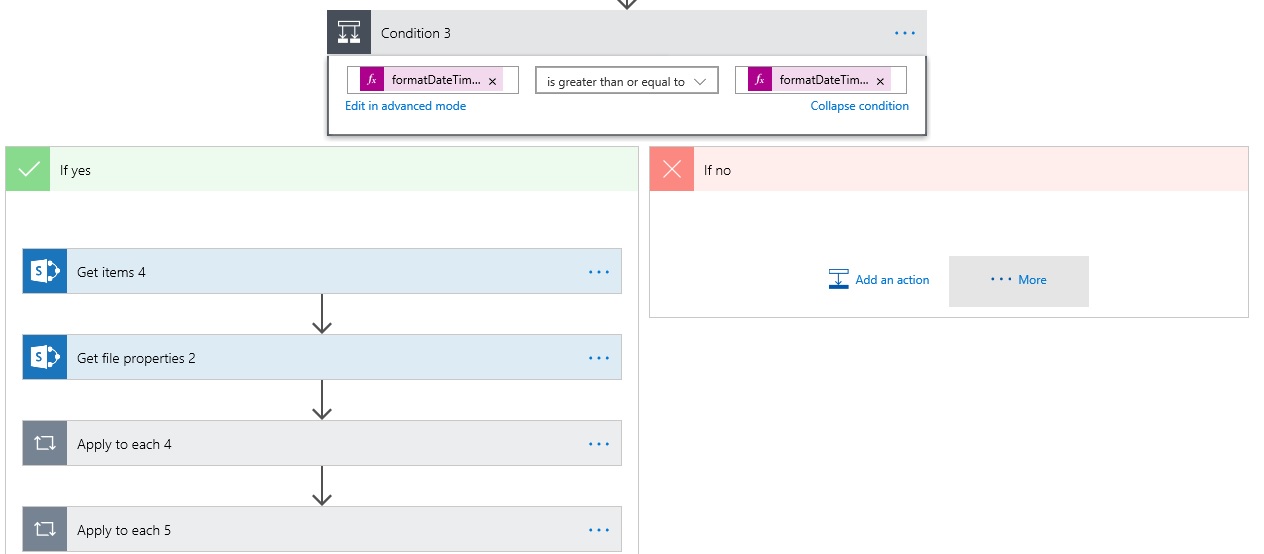 Condition 3
fx formatDateTim... × is greater than or equal to fx formatDateTim... ×
Edit in advanced mode Collapse condition
If yes
If no
Get items 4
Get file properties 2
Apply to each 4
Apply to each 5
Add an action
More